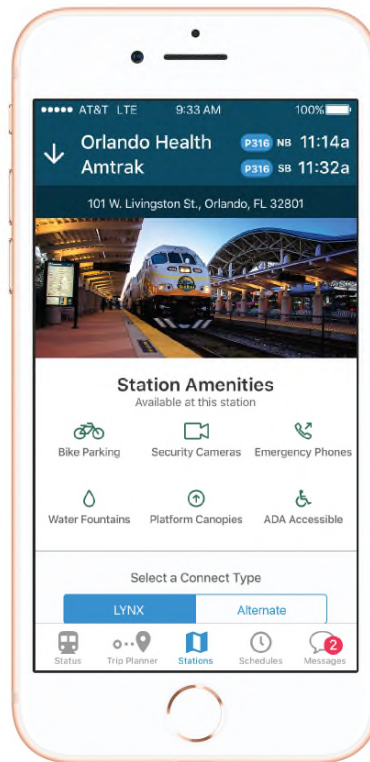 AT&T LTE 9:33 AM 100%
Orlando Health P316 NB 11:14a
Amtrak P316 SB 11:32a
101 W. Livingston St., Orlando, FL 32801
Station Amenities
Available at this station
Bike Parking Security Cameras Emergency Phones
Water Fountains Platform Canopies ADA Accessible
Select a Connect Type
LYNX Alternate
2
Status Trip Planner Stations Schedules Messages